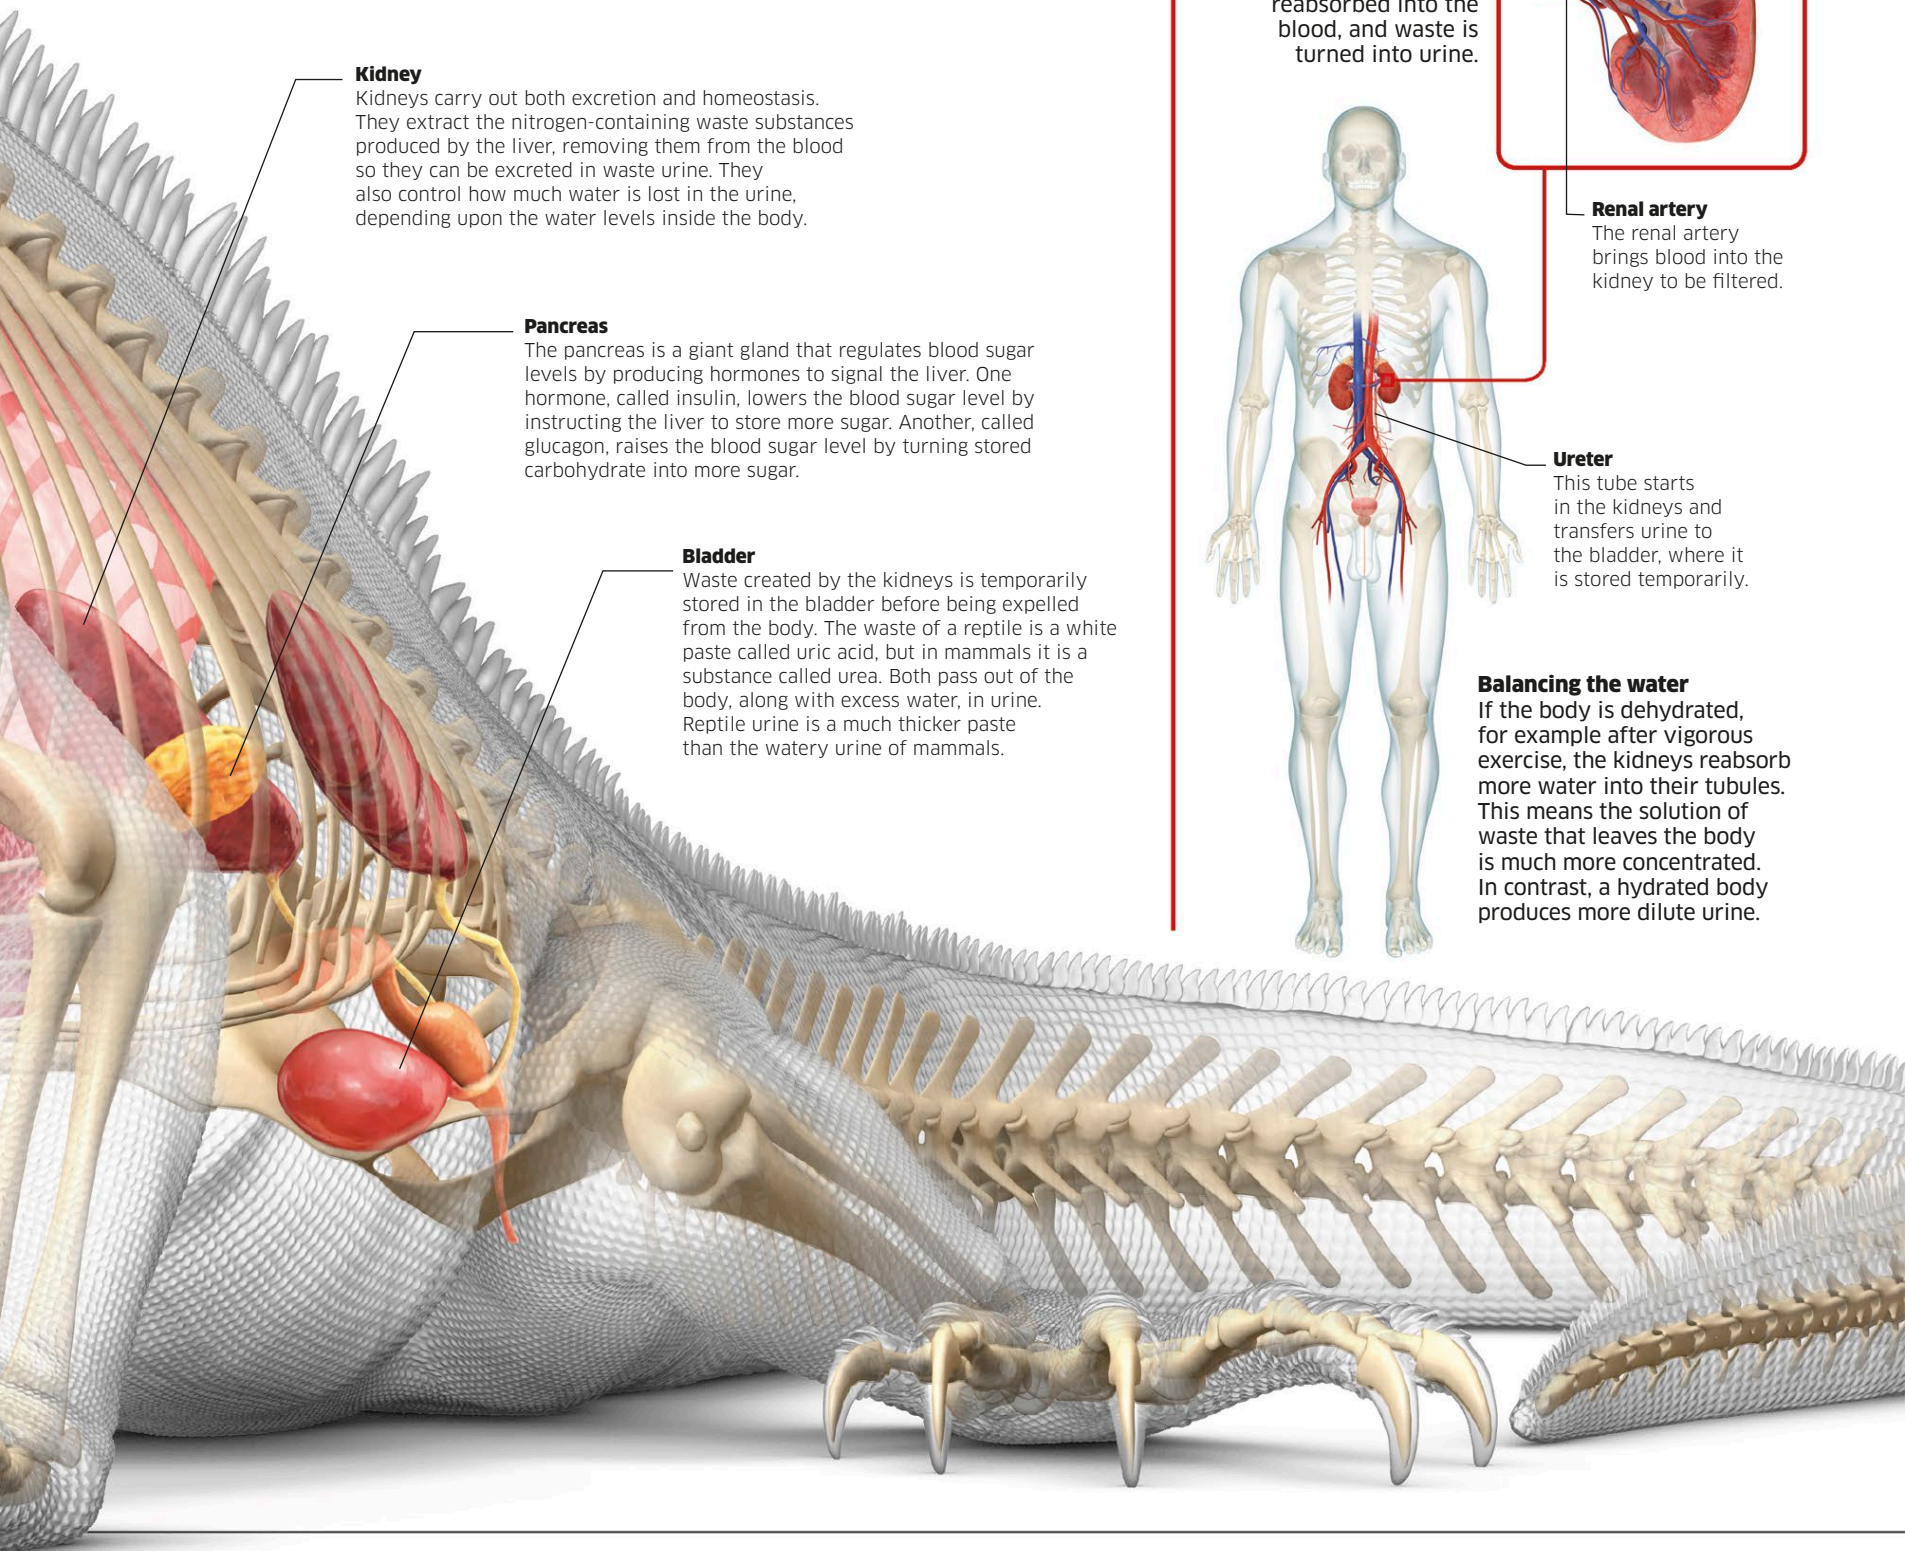 reabsorbed into the
blood, and waste is
turned into urine.
Kidney
Kidneys carry out both excretion and homeostasis.
They extract the nitrogen-containing waste substances
produced by the liver, removing them from the blood
so they can be excreted in waste urine. They
also control how much water is lost in the urine,
depending upon the water levels inside the body.
Renal artery
The renal artery
brings blood into the
kidney to be filtered.
Pancreas
The pancreas is a giant gland that regulates blood sugar
levels by producing hormones to signal the liver. One
hormone, called insulin, lowers the blood sugar level by
instructing the liver to store more sugar. Another, called
glucagon, raises the blood sugar level by turning stored
carbohydrate into more sugar.
Ureter
This tube starts
in the kidneys and
transfers urine to
the bladder, where it
is stored temporarily.
Bladder
Waste created by the kidneys is temporarily
stored in the bladder before being expelled
from the body. The waste of a reptile is a white
paste called uric acid, but in mammals it is a
substance called urea. Both pass out of the
body, along with excess water, in urine.
Reptile urine is a much thicker paste
than the watery urine of mammals.
Balancing the water
If the body is dehydrated,
for example after vigorous
exercise, the kidneys reabsorb
more water into their tubules.
This means the solution of
waste that leaves the body
is much more concentrated.
In contrast, a hydrated body
produces more dilute urine.